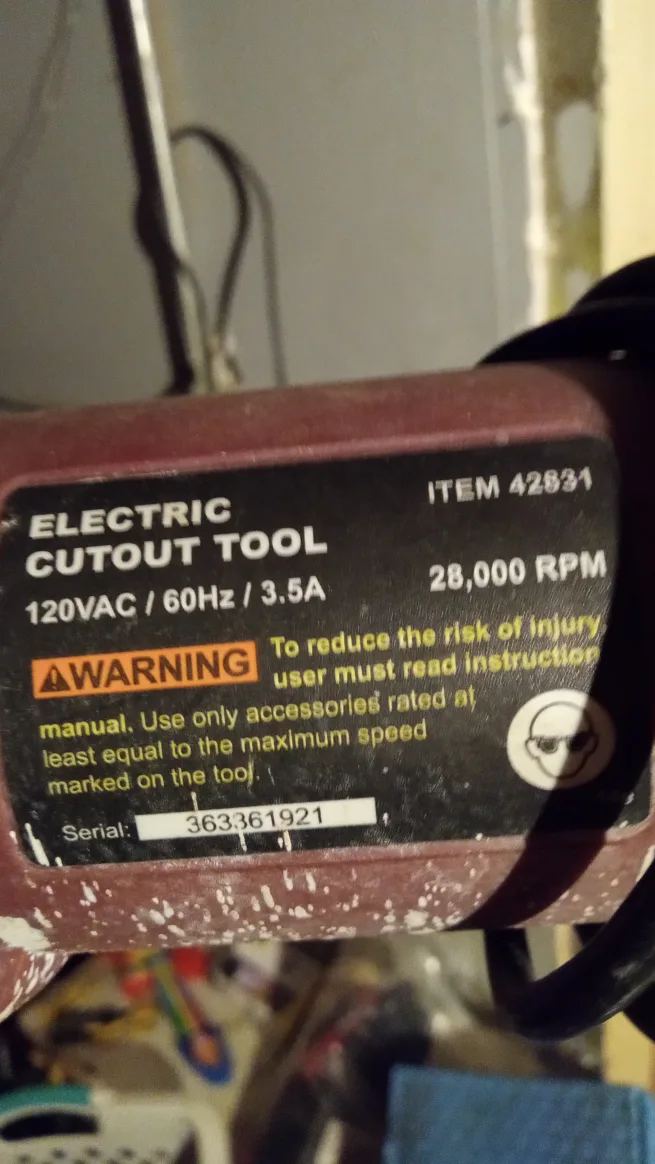 ELECTRIC
CUTOUT TOOL
ITEM 42831
120VAC / 60Hz / 3.5A
28,000 RPM
⚠WARNING To reduce the risk of injury,
user must read instruction
manual. Use only accessories rated at
least equal to the maximum speed
marked on the tool.
Serial: 363361921